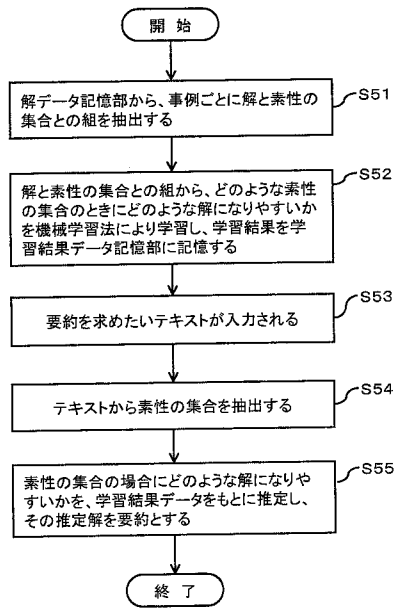 開 始
解データ記憶部から、事例ごとに解と素性の
集合との組を抽出する
S51
解と素性の集合との組から、どのような素性
の集合のときにどのような解になりやすいか
を機械学習法により学習し、学習結果を学
習結果データ記憶部に記憶する
S52
要約を求めたいテキストが入力される
S53
テキストから素性の集合を抽出する
S54
素性の集合の場合にどのような解になりや
すいかを、学習結果データをもとに推定し、
その推定解を要約とする
S55
終 了